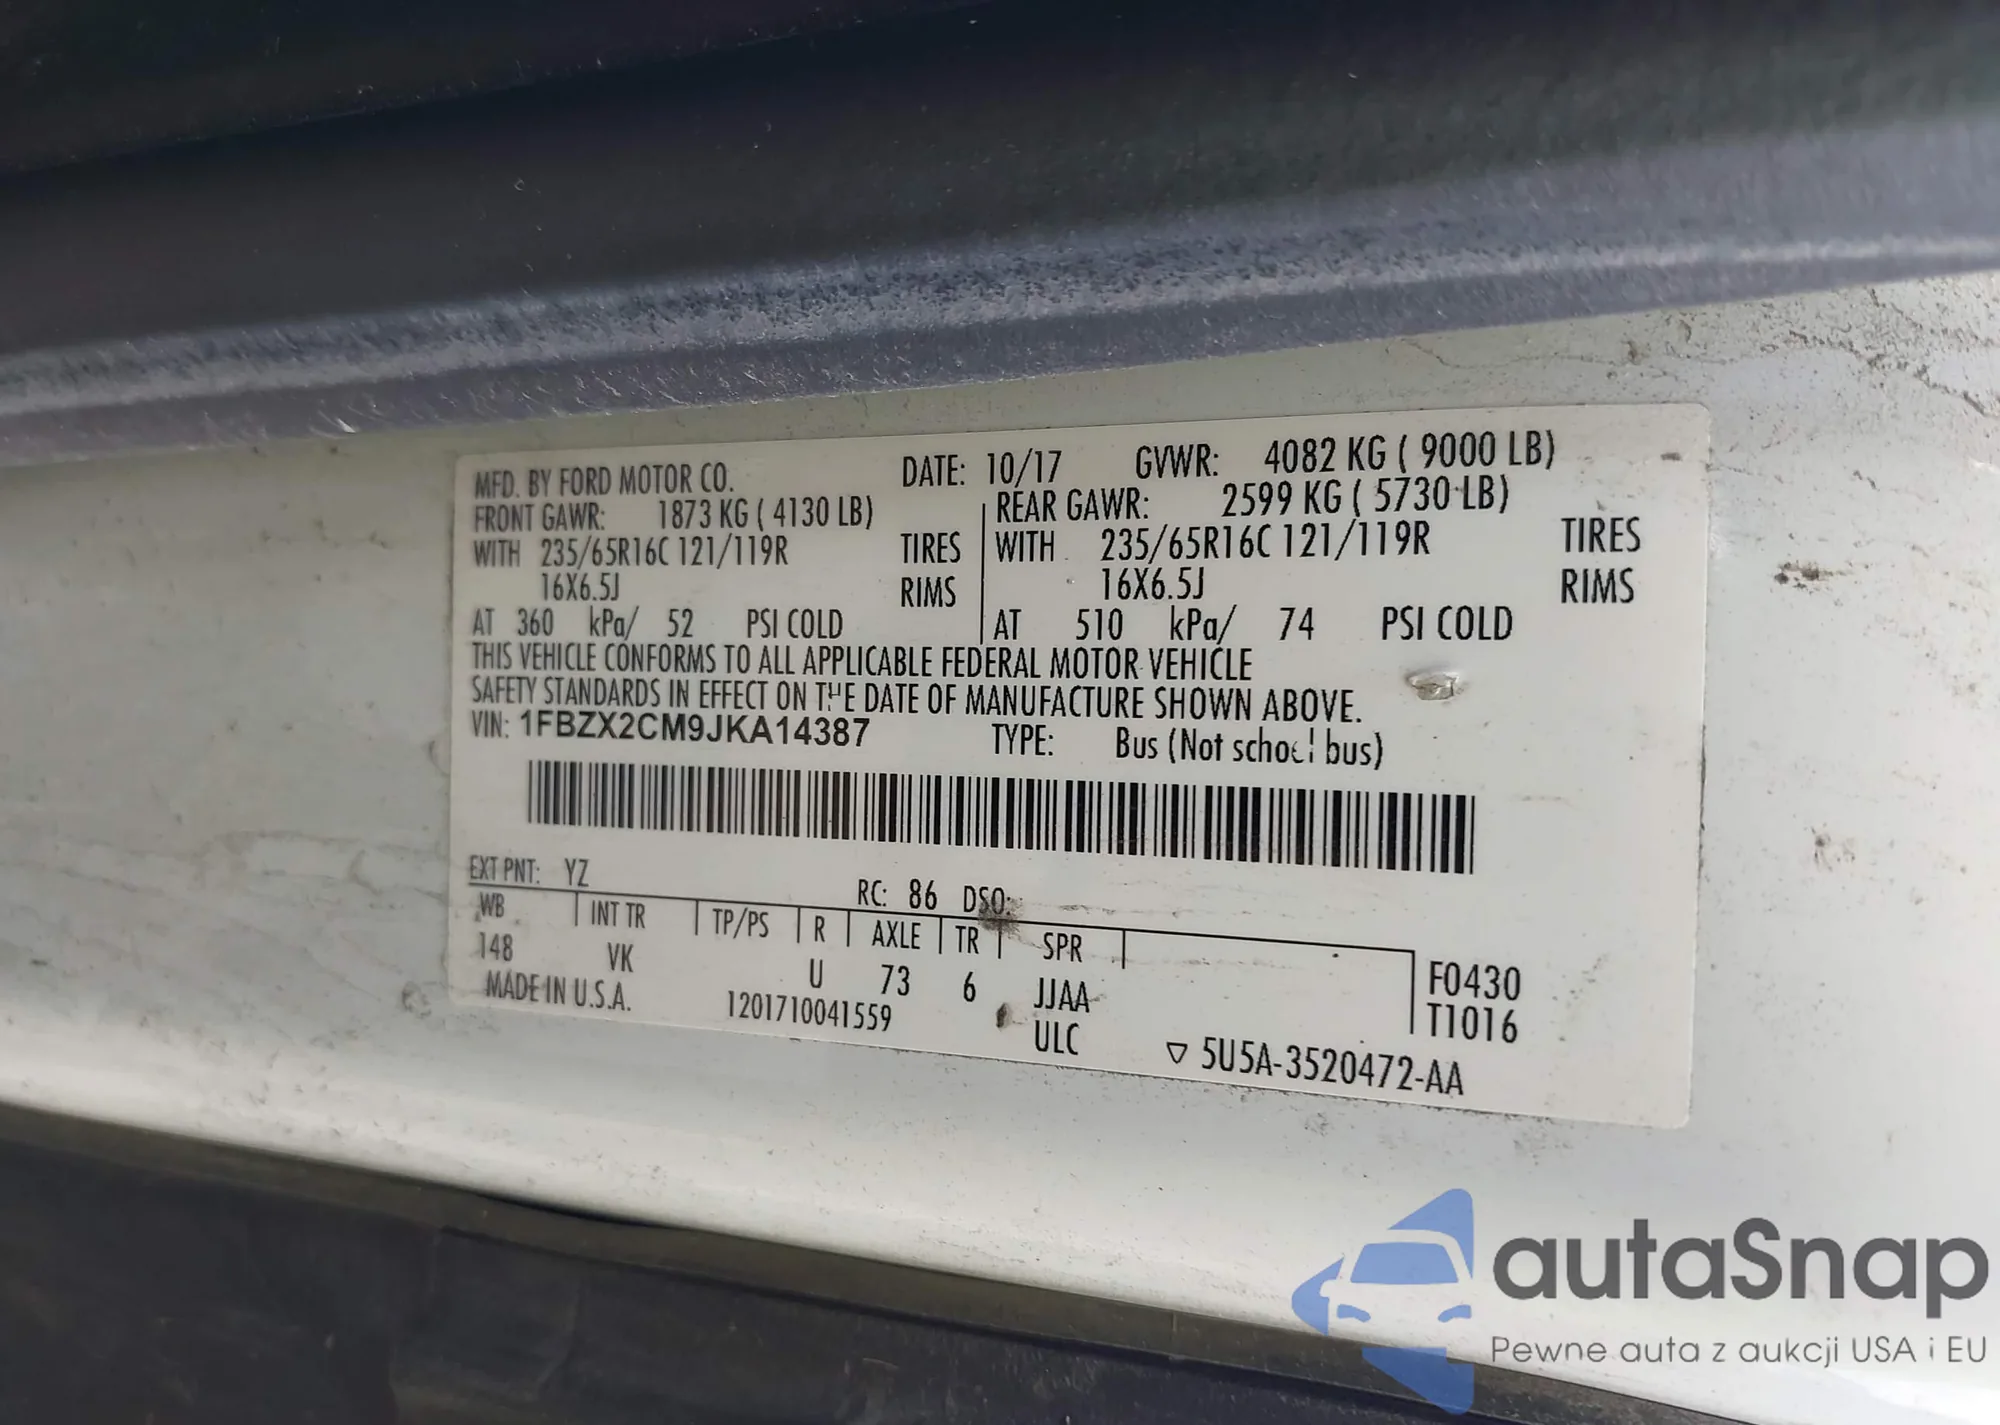 MFD. BY FORD MOTOR CO. DATE: 10/17 GVWR: 4082 KG ( 9000 LB)
FRONT GAWR: 1873 KG ( 4130 LB) REAR GAWR: 2599 KG ( 5730 LB)
WITH 235/65R16C 121/119R TIRES WITH 235/65R16C 121/119R TIRES
16X6.5J RIMS 16X6.5J RIMS
AT 360 kPa/ 52 PSI COLD AT 510 kPa/ 74 PSI COLD
THIS VEHICLE CONFORMS TO ALL APPLICABLE FEDERAL MOTOR VEHICLE
SAFETY STANDARDS IN EFFECT ON THE DATE OF MANUFACTURE SHOWN ABOVE.
VIN: 1FBZX2CM9JKA14387 TYPE: Bus (Not school bus)
EXT PNT: YZ RC: 86 DSO:
WB INT TR TP/PS R AXLE TR SPR
148 VK U 73 6 JJAA F0430
MADE IN U.S.A. 1201710041559 ULC T1016
▽ 5U5A-3520472-AA
autaSnap
Pewne auta z aukcji USA i EU